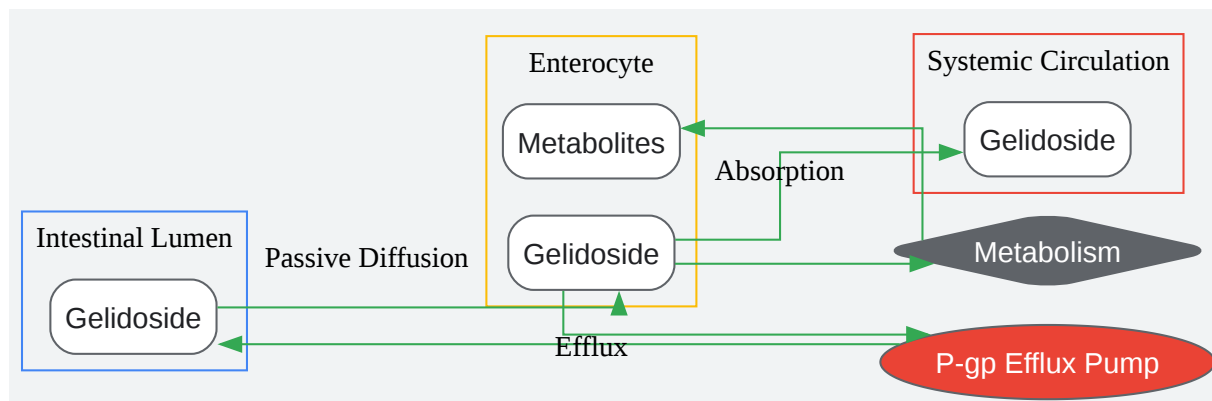 Enterocyte
Systemic Circulation
Metabolites
Gelidoside
Absorption
Intestinal Lumen
Passive Diffusion
Gelidoside
Metabolism
Gelidoside
Efflux
P-gp Efflux Pump